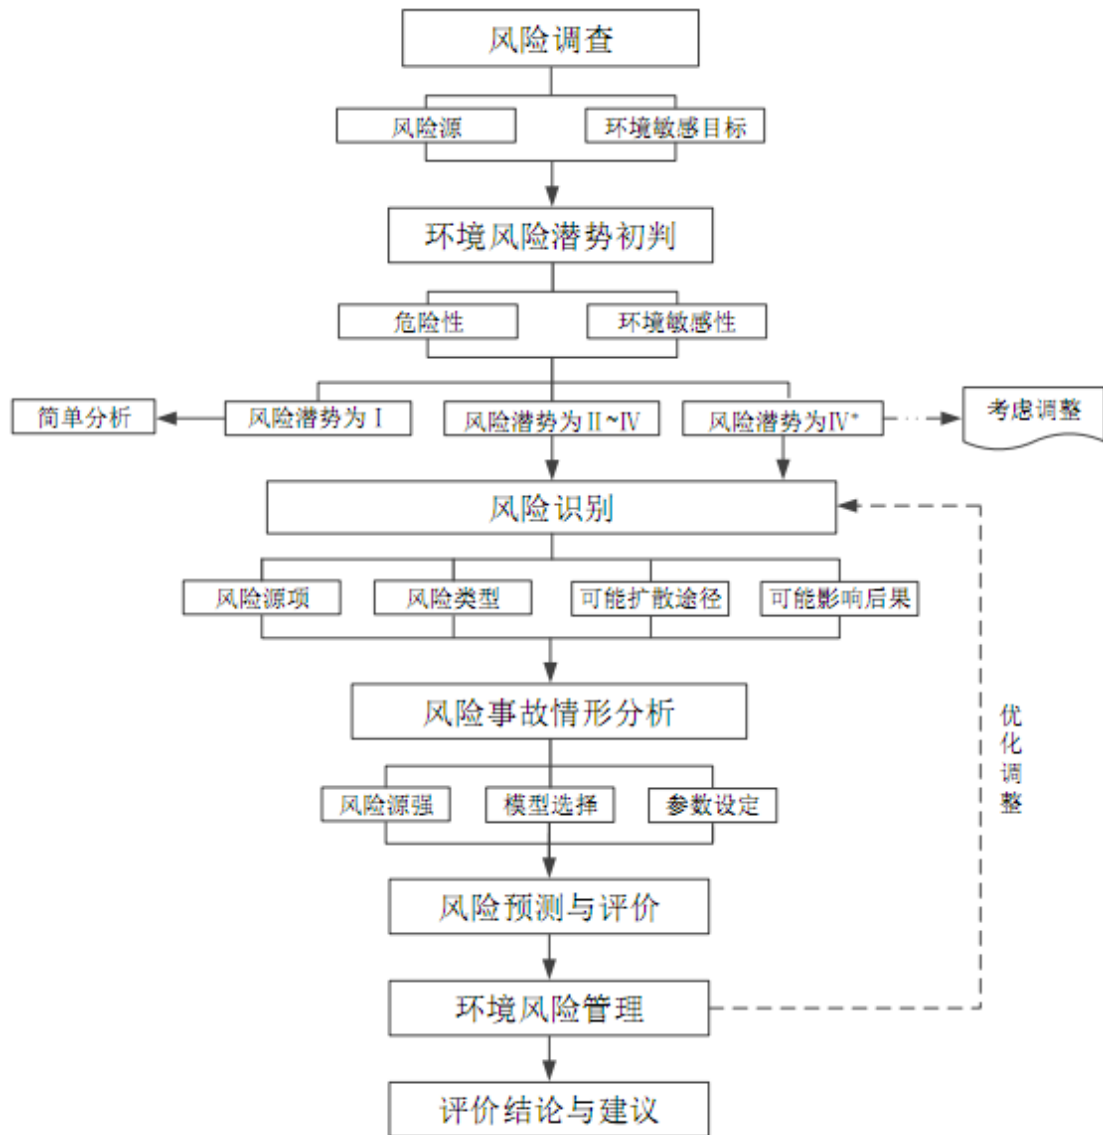 风险调查
风险源
环境敏感目标
环境风险潜势初判
危险性
环境敏感性
简单分析
风险潜势为Ⅰ
风险潜势为Ⅱ~Ⅳ
风险潜势为Ⅳ+
考虑调整
风险识别
风险源项
风险类型
可能扩散途径
可能影响后果
风险事故情形分析
优化调整
风险源强
模型选择
参数设定
风险预测与评价
环境风险管理
评价结论与建议